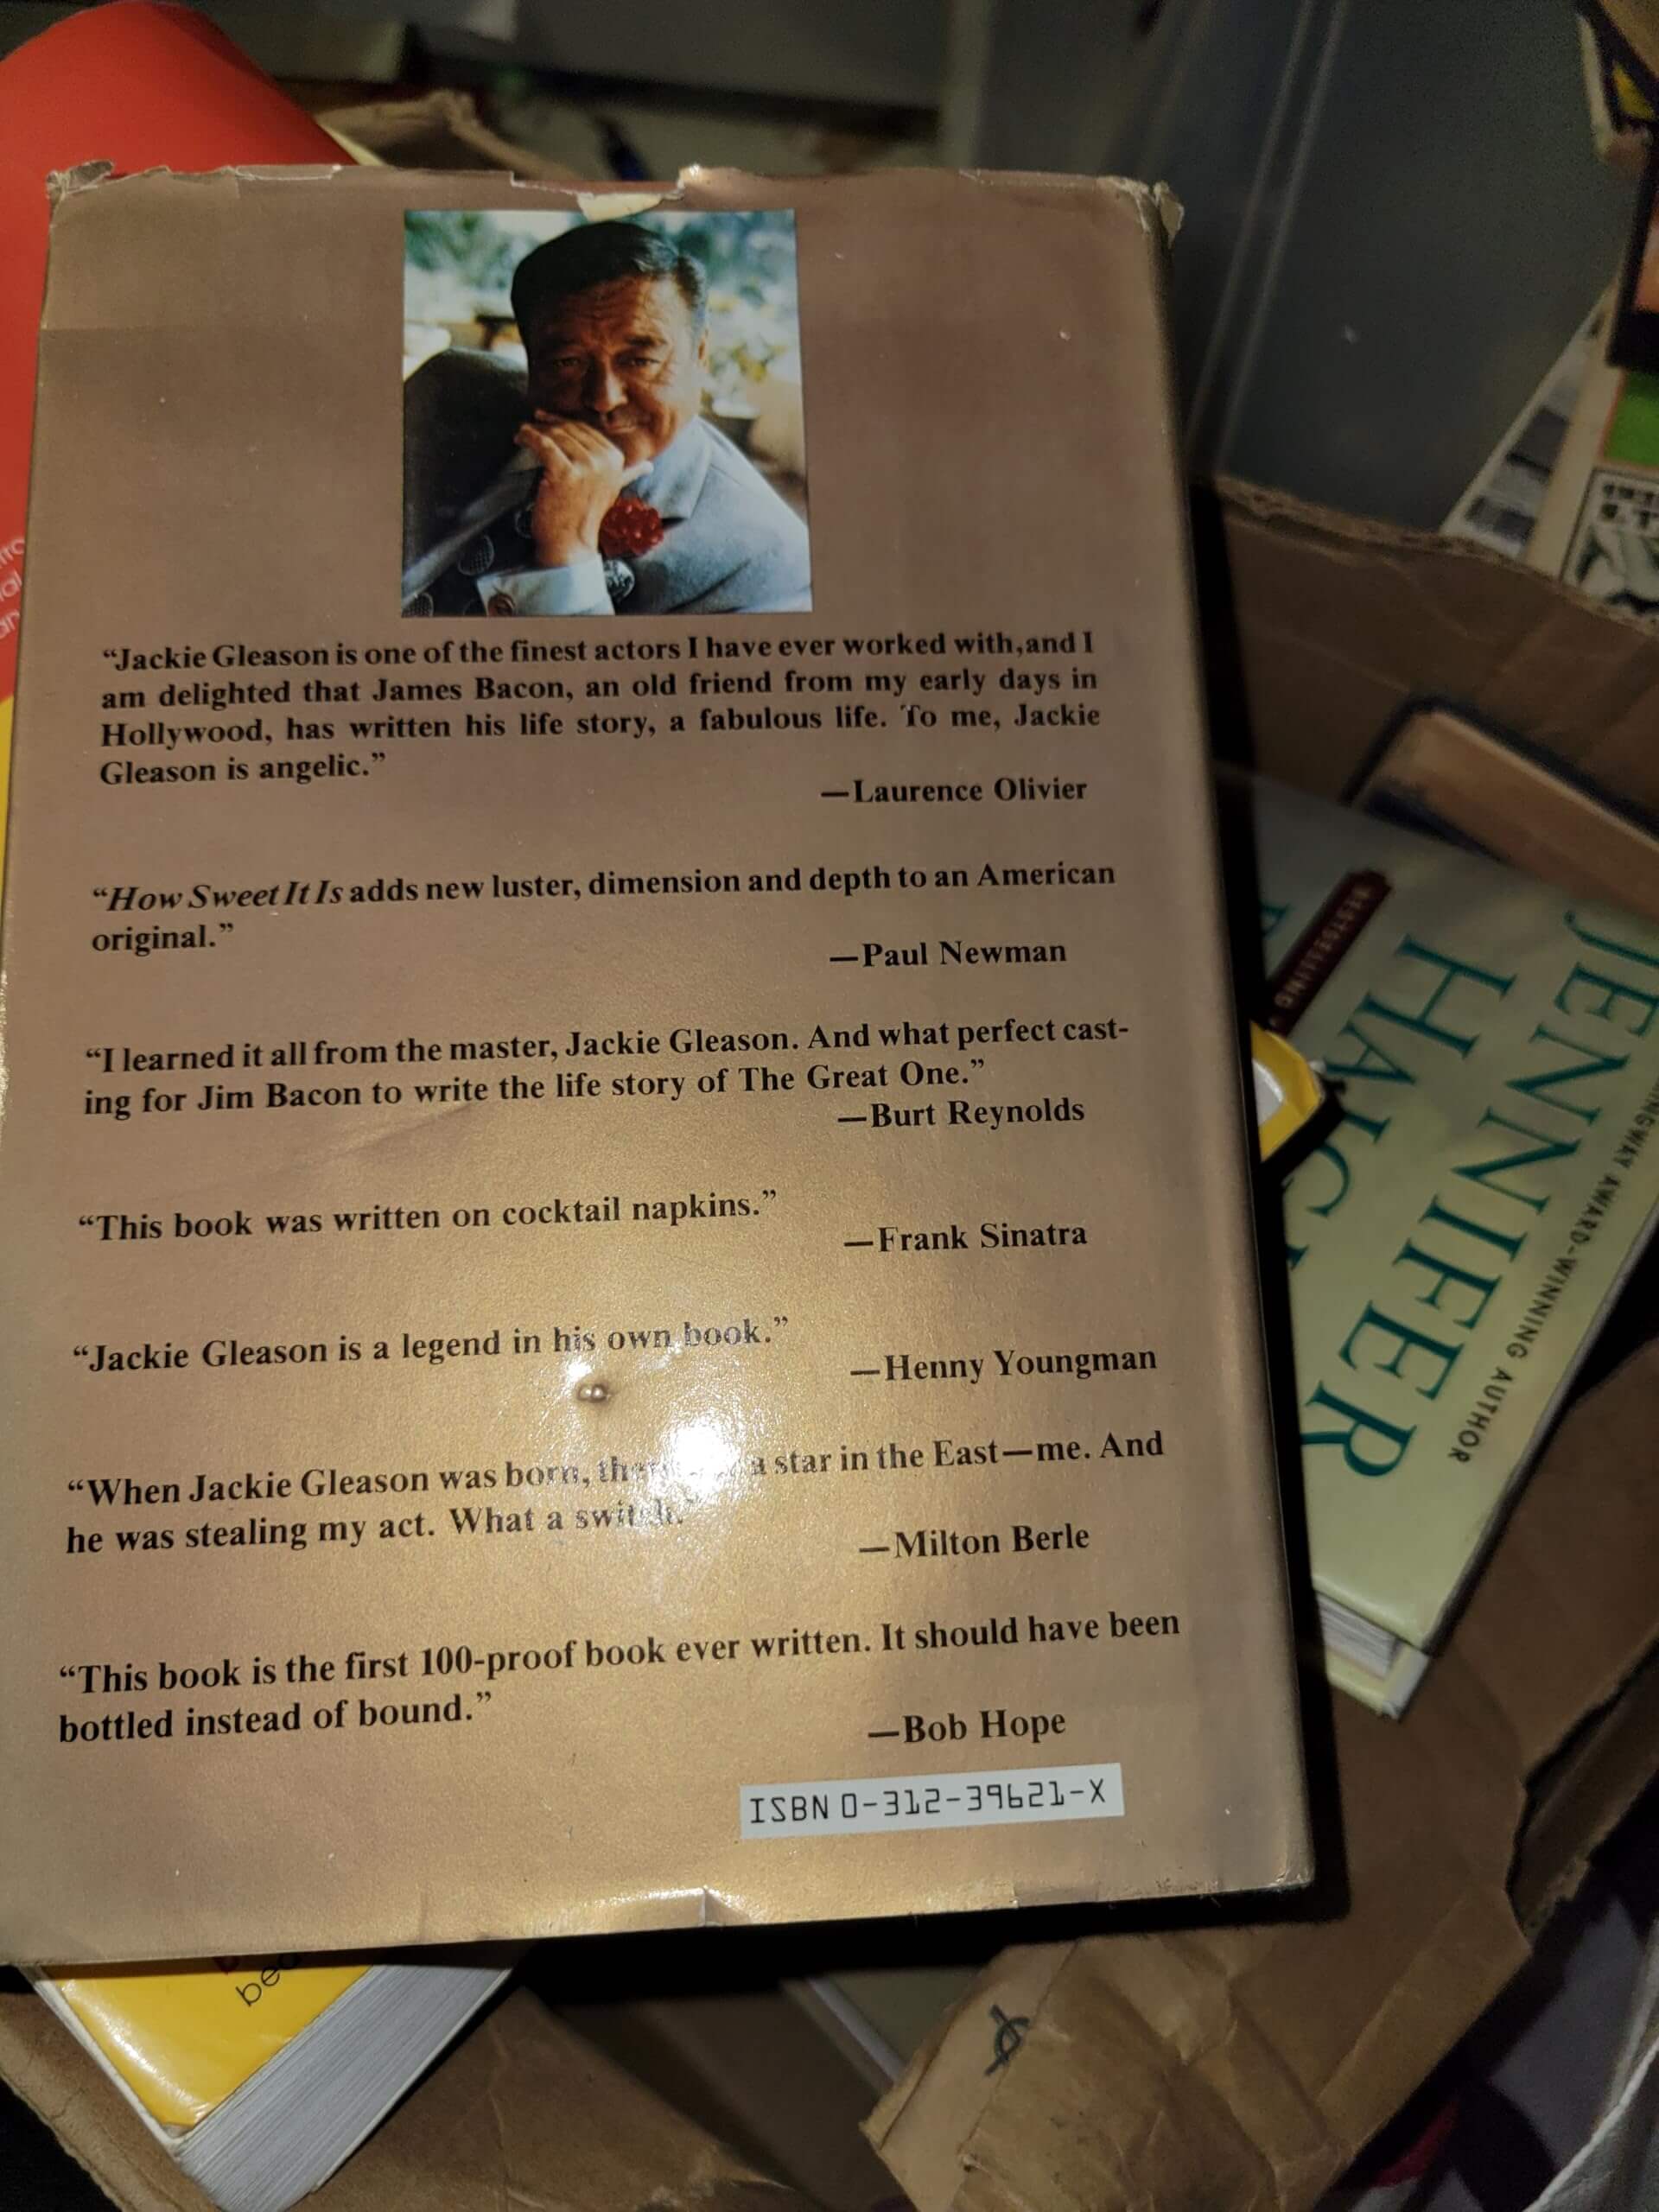 “Jackie Gleason is one of the finest actors I have ever worked with, and I
am delighted that James Bacon, an old friend from my early days in
Hollywood, has written his life story, a fabulous life. To me, Jackie
Gleason is angelic.”
—Laurence Olivier
“How Sweet It Is adds new luster, dimension and depth to an American
original.”
—Paul Newman
“I learned it all from the master, Jackie Gleason. And what perfect cast-
ing for Jim Bacon to write the life story of The Great One.”
—Burt Reynolds
“This book was written on cocktail napkins.”
—Frank Sinatra
“Jackie Gleason is a legend in his own book.”
—Henny Youngman
“When Jackie Gleason was born, a star in the East—me. And
he was stealing my act. What a switch.”
—Milton Berle
“This book is the first 100-proof book ever written. It should have been
bottled instead of bound.”
—Bob Hope
ISBN 0-312-39621-X
BESTSELLING
JENNIFER
AWARD-WINNING AUTHOR